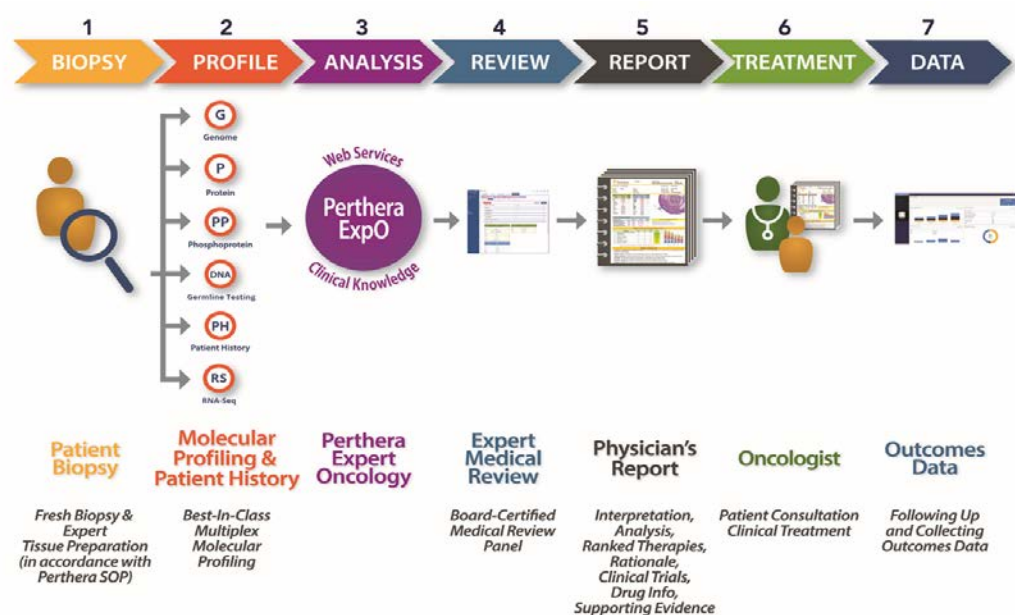 1 2 3 4 5 6 7
BIOPSY PROFILE ANALYSIS REVIEW REPORT TREATMENT DATA
G
Genome
P
Protein
PP
Phosphoprotein
DNA
Germline Testing
PH
Patient History
RS
RNA-Seq
Web Services
Perthera
ExpO
Clinical Knowledge
Patient
Biopsy
Fresh Biopsy &
Expert
Tissue Preparation
(in accordance with
Perthera SOP)
Molecular
Profiling &
Patient History
Best-In-Class
Multiplex
Molecular
Profiling
Perthera
Expert
Oncology
Expert
Medical
Review
Board-Certified
Medical Review
Panel
Physician's
Report
Interpretation,
Analysis,
Ranked Therapies,
Rationale,
Clinical Trials,
Drug Info,
Supporting Evidence
Oncologist
Patient Consultation
Clinical Treatment
Outcomes
Data
Following Up
and Collecting
Outcomes Data